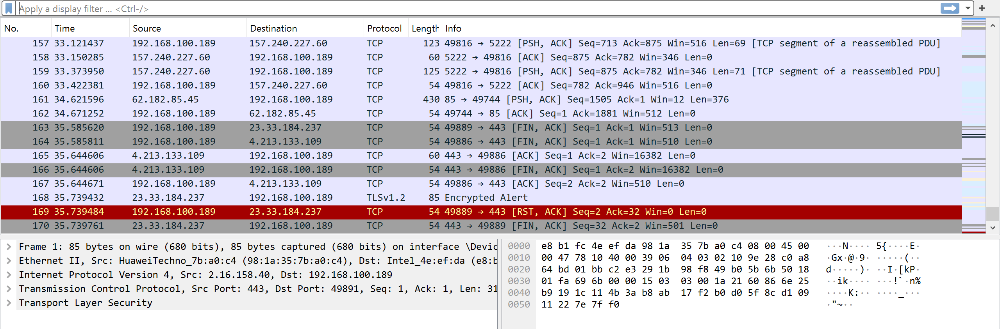 Apply a display filter ... <Ctrl-/>
No. Time Source Destination Protocol Length Info
157 33.121437 192.168.100.189 157.240.227.60 TCP 123 49816 → 5222 [PSH, ACK] Seq=713 Ack=875 Win=516 Len=69 [TCP segment of a reassembled PDU]
158 33.150285 157.240.227.60 192.168.100.189 TCP 60 5222 → 49816 [ACK] Seq=875 Ack=782 Win=346 Len=0
159 33.373950 157.240.227.60 192.168.100.189 TCP 125 5222 → 49816 [PSH, ACK] Seq=875 Ack=782 Win=346 Len=71 [TCP segment of a reassembled PDU]
160 33.422381 192.168.100.189 157.240.227.60 TCP 54 49816 → 5222 [ACK] Seq=782 Ack=946 Win=516 Len=0
161 34.621596 62.182.85.45 192.168.100.189 TCP 430 85 → 49744 [PSH, ACK] Seq=1505 Ack=1 Win=12 Len=376
162 34.671252 192.168.100.189 62.182.85.45 TCP 54 49744 → 85 [ACK] Seq=1 Ack=1881 Win=512 Len=0
163 35.585620 192.168.100.189 23.33.184.237 TCP 54 49889 → 443 [FIN, ACK] Seq=1 Ack=1 Win=513 Len=0
164 35.585811 192.168.100.189 4.213.133.109 TCP 54 49886 → 443 [FIN, ACK] Seq=1 Ack=1 Win=510 Len=0
165 35.644606 4.213.133.109 192.168.100.189 TCP 60 443 → 49886 [ACK] Seq=1 Ack=2 Win=16382 Len=0
166 35.644606 4.213.133.109 192.168.100.189 TCP 54 443 → 49886 [FIN, ACK] Seq=1 Ack=2 Win=16382 Len=0
167 35.644671 192.168.100.189 4.213.133.109 TCP 54 49886 → 443 [ACK] Seq=2 Ack=2 Win=510 Len=0
168 35.739432 23.33.184.237 192.168.100.189 TLSv1.2 85 Encrypted Alert
169 35.739484 192.168.100.189 23.33.184.237 TCP 54 49889 → 443 [RST, ACK] Seq=2 Ack=32 Win=0 Len=0
170 35.739761 23.33.184.237 192.168.100.189 TCP 54 443 → 49889 [FIN, ACK] Seq=32 Ack=2 Win=501 Len=0
Frame 1: 85 bytes on wire (680 bits), 85 bytes captured (680 bits) on interface \Devic
Ethernet II, Src: HuaweiTechno_7b:a0:c4 (98:1a:35:7b:a0:c4), Dst: Intel_4e:ef:da (e8:b
Internet Protocol Version 4, Src: 2.16.158.40, Dst: 192.168.100.189
Transmission Control Protocol, Src Port: 443, Dst Port: 49891, Seq: 1, Ack: 1, Len: 31
Transport Layer Security
0000 e8 b1 fc 4e ef da 98 1a 35 7b a0 c4 08 00 45 00 ···N···· 5{····E·
0010 00 47 78 10 40 00 39 06 04 03 02 10 9e 28 c0 a8 ·Gx·@·9· ·····(··
0020 64 bd 01 bb c2 e3 29 1b 98 f8 49 b0 5b 6b 50 18 d·····)· ··I·[kP·
0030 01 fa 69 6b 00 00 15 03 03 00 1a 21 60 86 6e 25 ··ik···· ···!`·n%
0040 b9 19 1c 11 4b 3a b8 ab 17 f2 b0 d0 5f 8c d1 09 ····K:·· ····_···
0050 11 22 7e 7f f0 ·"~··